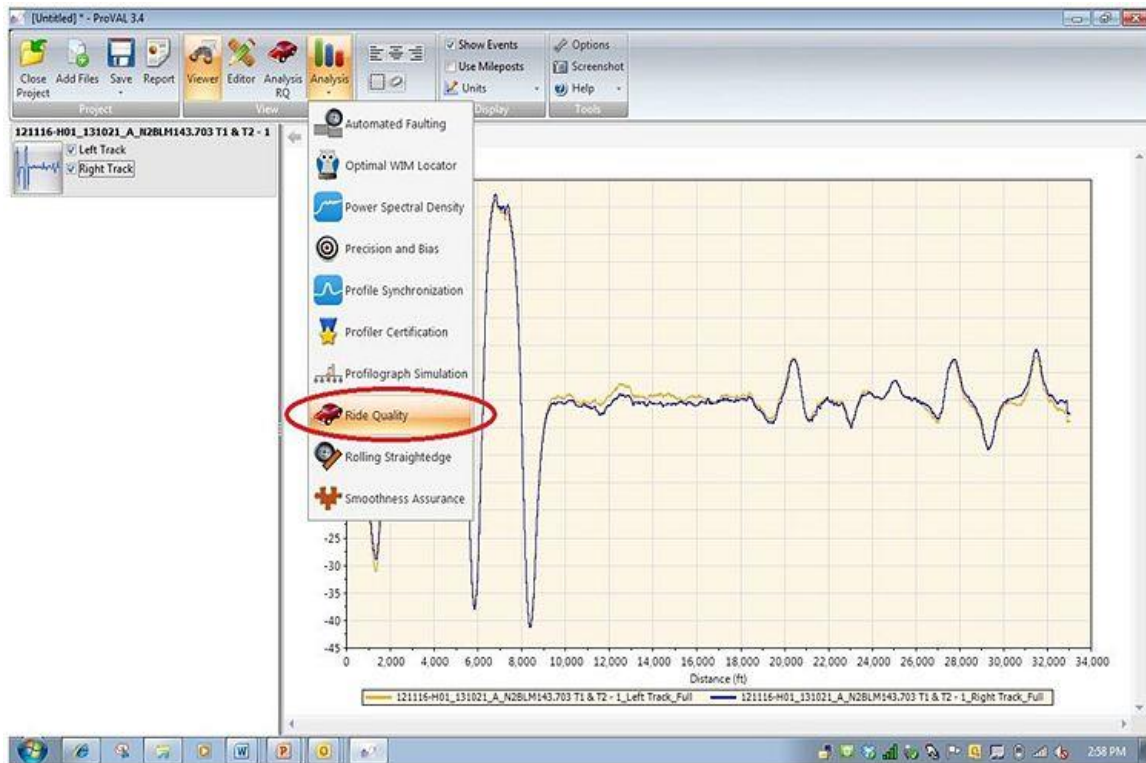 [Untitled] * - ProVAL 3.4
Close Project
Add Files
Save
Report
Viewer
Editor
Analysis RQ
Analysis
Show Events
Use Mileposts
Units
Options
Screenshot
Help
Project
View
Display
Tools
121116-H01_131021_A_N2BLM143.703 T1 & T2 - 1
Left Track
Right Track
Automated Faulting
Optimal WIM Locator
Power Spectral Density
Precision and Bias
Profile Synchronization
Profiler Certification
Profilograph Simulation
Ride Quality
Rolling Straightedge
Smoothness Assurance
-25
-30
-35
-40
-45
0 2,000 4,000 6,000 8,000 10,000 12,000 14,000 16,000 18,000 20,000 22,000 24,000 26,000 28,000 30,000 32,000 34,000
Distance (ft)
121116-H01_131021_A_N2BLM143.703 T1 & T2 - 1_Left Track_Full 121116-H01_131021_A_N2BLM143.703 T1 & T2 - 1_Right Track_Full
W
P
O
2:58 PM